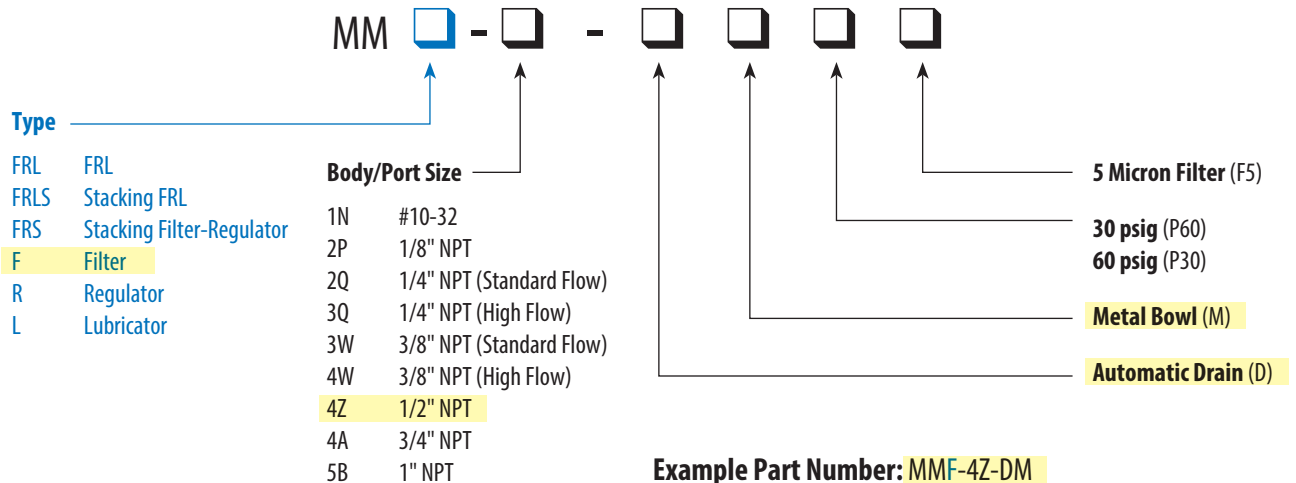 MM - -
Type
FRL FRL
FRLS Stacking FRL
FRS Stacking Filter-Regulator
F Filter
R Regulator
L Lubricator
Body/Port Size
1N #10-32
2P 1/8" NPT
2Q 1/4" NPT (Standard Flow)
3Q 1/4" NPT (High Flow)
3W 3/8" NPT (Standard Flow)
4W 3/8" NPT (High Flow)
4Z 1/2" NPT
4A 3/4" NPT
5B 1" NPT
5 Micron Filter (F5)
30 psig (P60)
60 psig (P30)
Metal Bowl (M)
Automatic Drain (D)
Example Part Number: MMF-4Z-DM